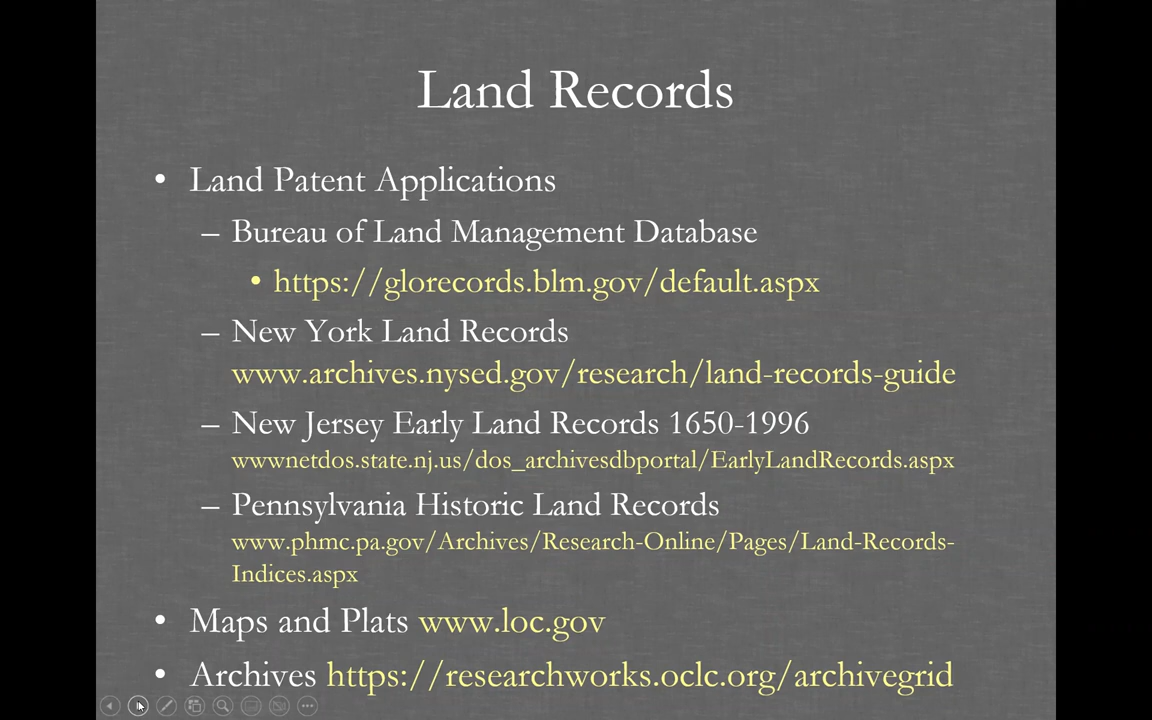 Land Records
• Land Patent Applications
– Bureau of Land Management Database
• https://glorecords.blm.gov/default.aspx
– New York Land Records
www.archives.nysed.gov/research/land-records-guide
– New Jersey Early Land Records 1650-1996
wwwnetdos.state.nj.us/dos_archivesdbportal/EarlyLandRecords.aspx
– Pennsylvania Historic Land Records
www.phmc.pa.gov/Archives/Research-Online/Pages/Land-Records-
Indices.aspx
• Maps and Plats www.loc.gov
• Archives https://researchworks.oclc.org/archivegrid